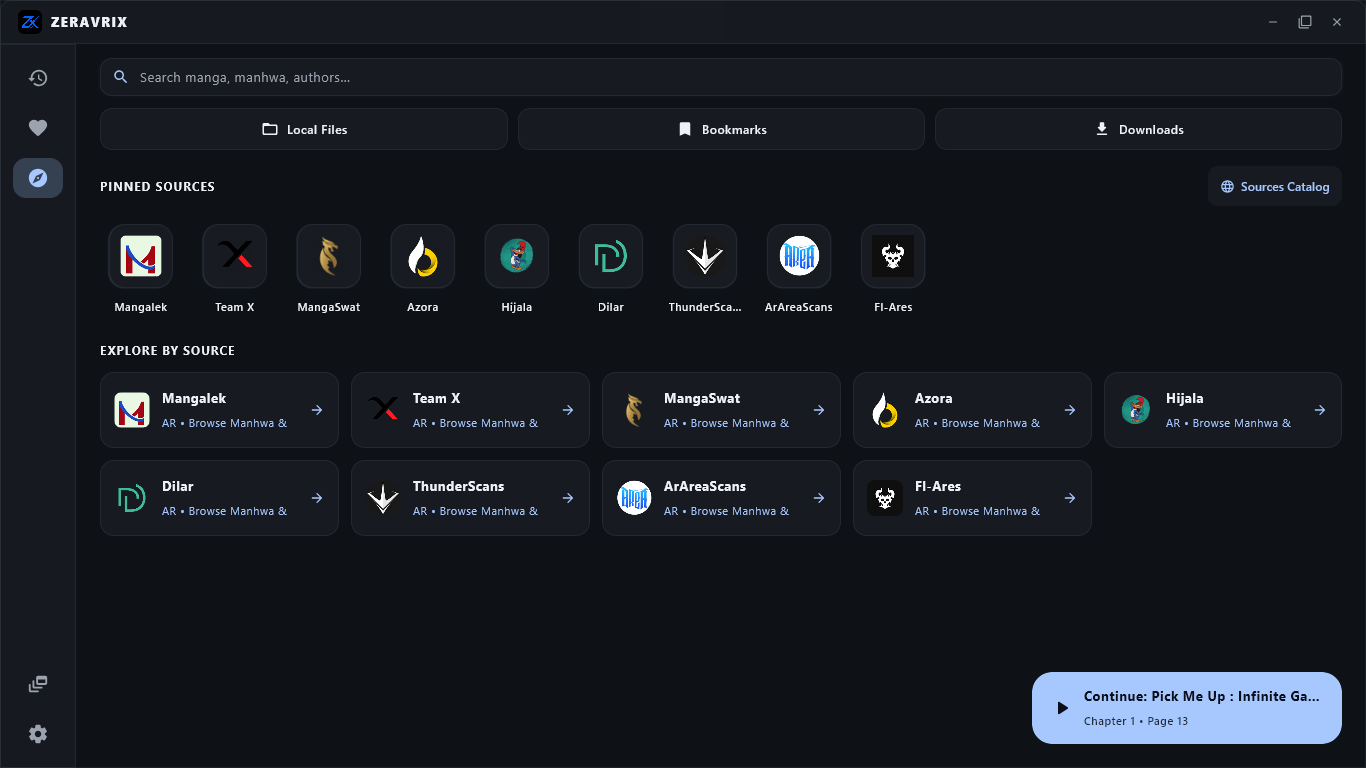 ZX ZERAVRIX
Search manga, manhwa, authors...
Local Files
Bookmarks
Downloads
PINNED SOURCES
Sources Catalog
Mangalek
Team X
MangaSwat
Azora
Hijala
Dilar
ThunderSca...
AREA
ArAreaScans
FI-Ares
EXPLORE BY SOURCE
Mangalek
AR • Browse Manhwa &
Team X
AR • Browse Manhwa &
MangaSwat
AR • Browse Manhwa &
Azora
AR • Browse Manhwa &
Hijala
AR • Browse Manhwa &
Dilar
AR • Browse Manhwa &
ThunderScans
AR • Browse Manhwa &
AREA
ArAreaScans
AR • Browse Manhwa &
FI-Ares
AR • Browse Manhwa &
Continue: Pick Me Up : Infinite Ga...
Chapter 1 • Page 13